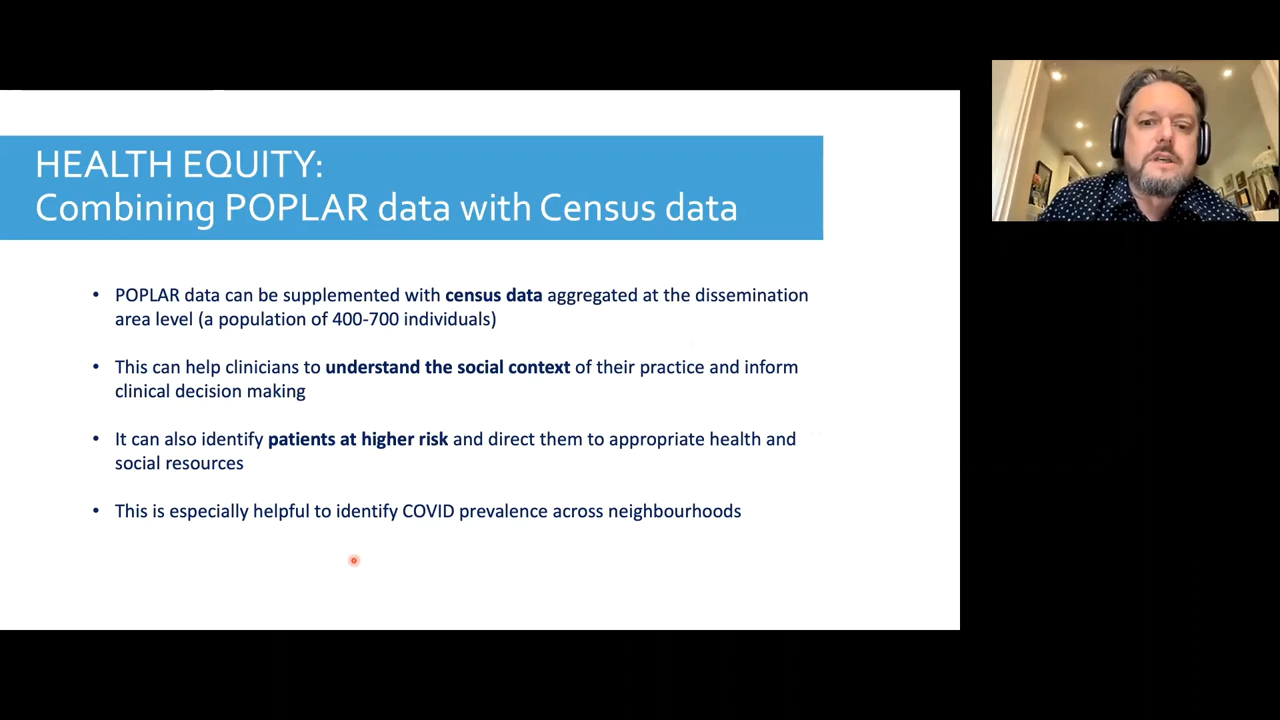 HEALTH EQUITY:
Combining POPLAR data with Census data
• POPLAR data can be supplemented with census data aggregated at the dissemination
area level (a population of 400-700 individuals)
• This can help clinicians to understand the social context of their practice and inform
clinical decision making
• It can also identify patients at higher risk and direct them to appropriate health and
social resources
• This is especially helpful to identify COVID prevalence across neighbourhoods